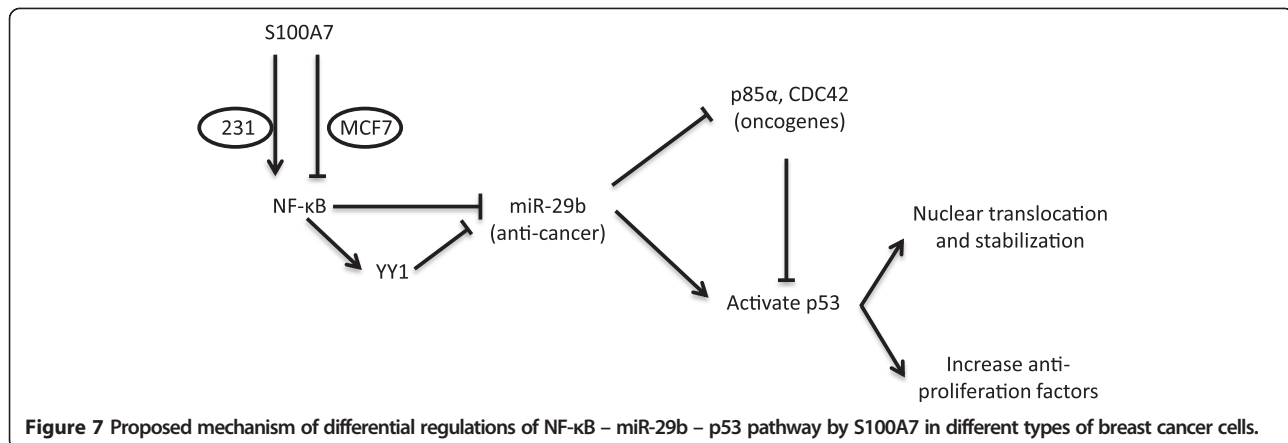 S100A7
231
MCF7
NF-κB
YY1
miR-29b
(anti-cancer)
p85α, CDC42
(oncogenes)
Activate p53
Nuclear translocation
and stabilization
Increase anti-
proliferation factors
Figure 7 Proposed mechanism of differential regulations of NF-κB – miR-29b – p53 pathway by S100A7 in different types of breast cancer cells.